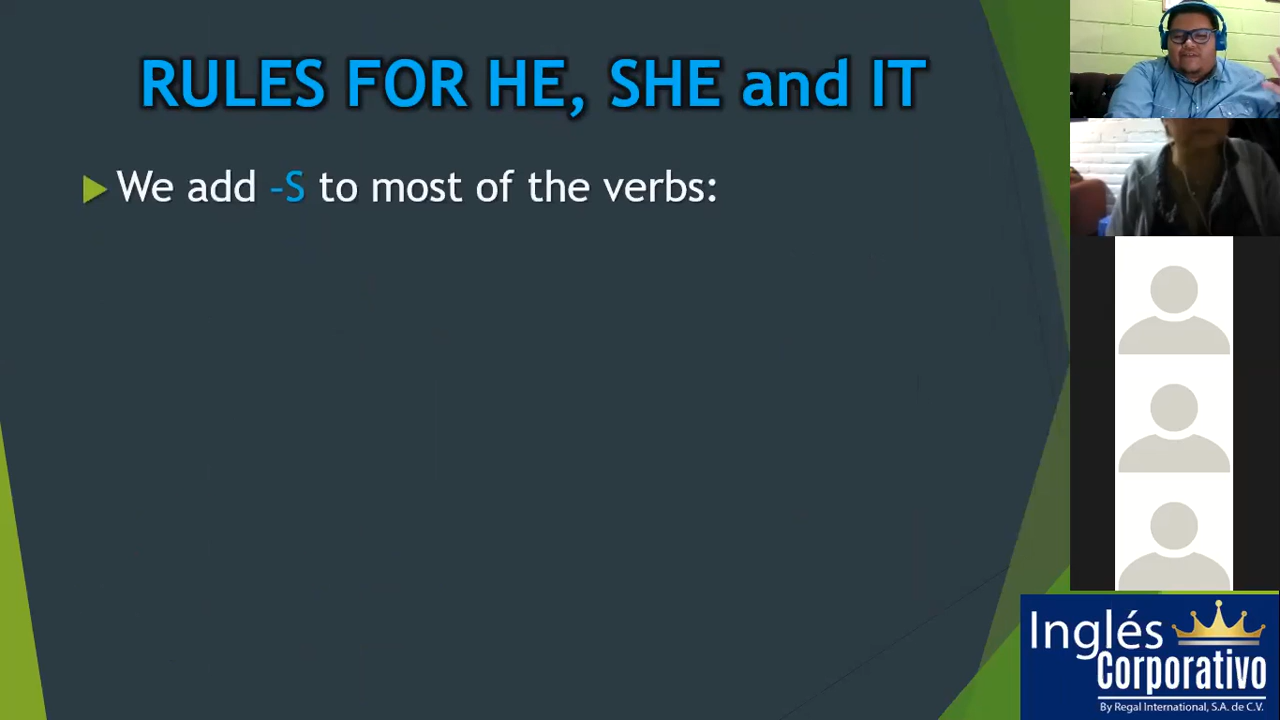 RULES FOR HE, SHE and IT
We add –S to most of the verbs:
Inglés
Corporativo
By Regal International, S.A. de C.V.